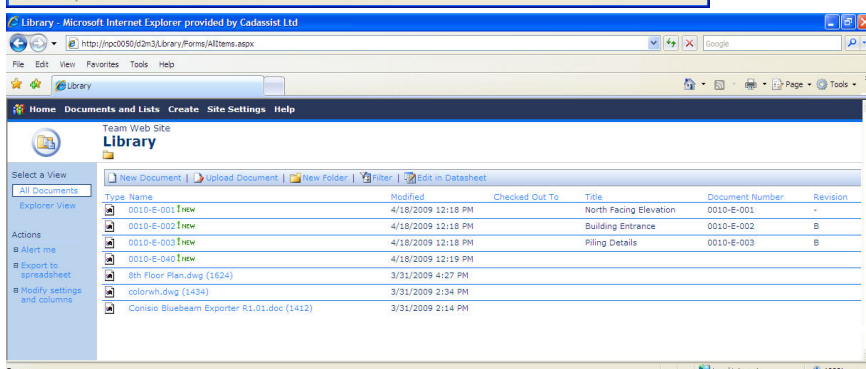 Library - Microsoft Internet Explorer provided by Cadassist Ltd
http://npc0050/d2m3/Library/Forms/AllItems.aspx
Google
File Edit View Favorites Tools Help
Library
Page Tools
Home Documents and Lists Create Site Settings Help
Team Web Site
Library
Select a View
All Documents
Explorer View
Actions
Alert me
Export to
spreadsheet
Modify settings
and columns
New Document | Upload Document | New Folder | Filter | Edit in Datasheet
Type Name Modified Checked Out To Title Document Number Revision
0010-E-001 ! NEW 4/18/2009 12:18 PM North Facing Elevation 0010-E-001 -
0010-E-002 ! NEW 4/18/2009 12:18 PM Building Entrance 0010-E-002 B
0010-E-003 ! NEW 4/18/2009 12:18 PM Piling Details 0010-E-003 B
0010-E-040 ! NEW 4/18/2009 12:19 PM
8th Floor Plan.dwg (1624) 3/31/2009 4:27 PM
colorwh.dwg (1434) 3/31/2009 2:34 PM
Conisio Bluebeam Exporter R1.01.doc (1412) 3/31/2009 2:14 PM